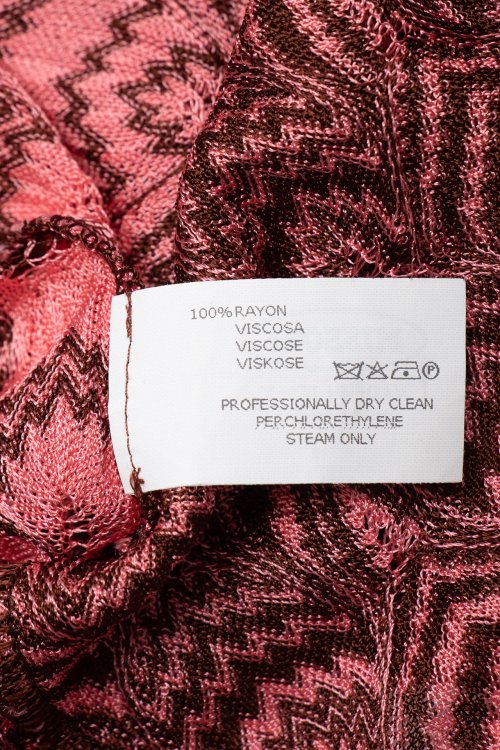 100% RAYON
VISCOSA
VISCOSE
VISKOSE
P
PROFESSIONALLY DRY CLEAN
PERCHLORETHYLENE
STEAM ONLY